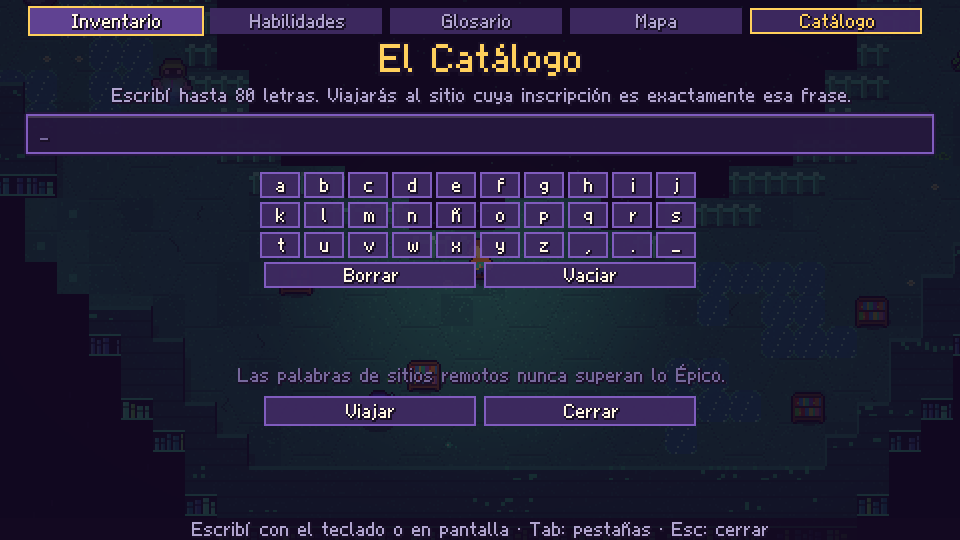 Inventario Habilidades Glosario Mapa Catálogo
El Catálogo
Escribí hasta 80 letras. Viajarás al sitio cuya inscripción es exactamente esa frase.
_
a b c d e f g h i j
k l m n ñ o p q r s
t u v w x y z , . _
Borrar Vaciar
Las palabras de sitios remotos nunca superan lo Épico.
Viajar Cerrar
Escribí con el teclado o en pantalla · Tab: pestañas · Esc: cerrar